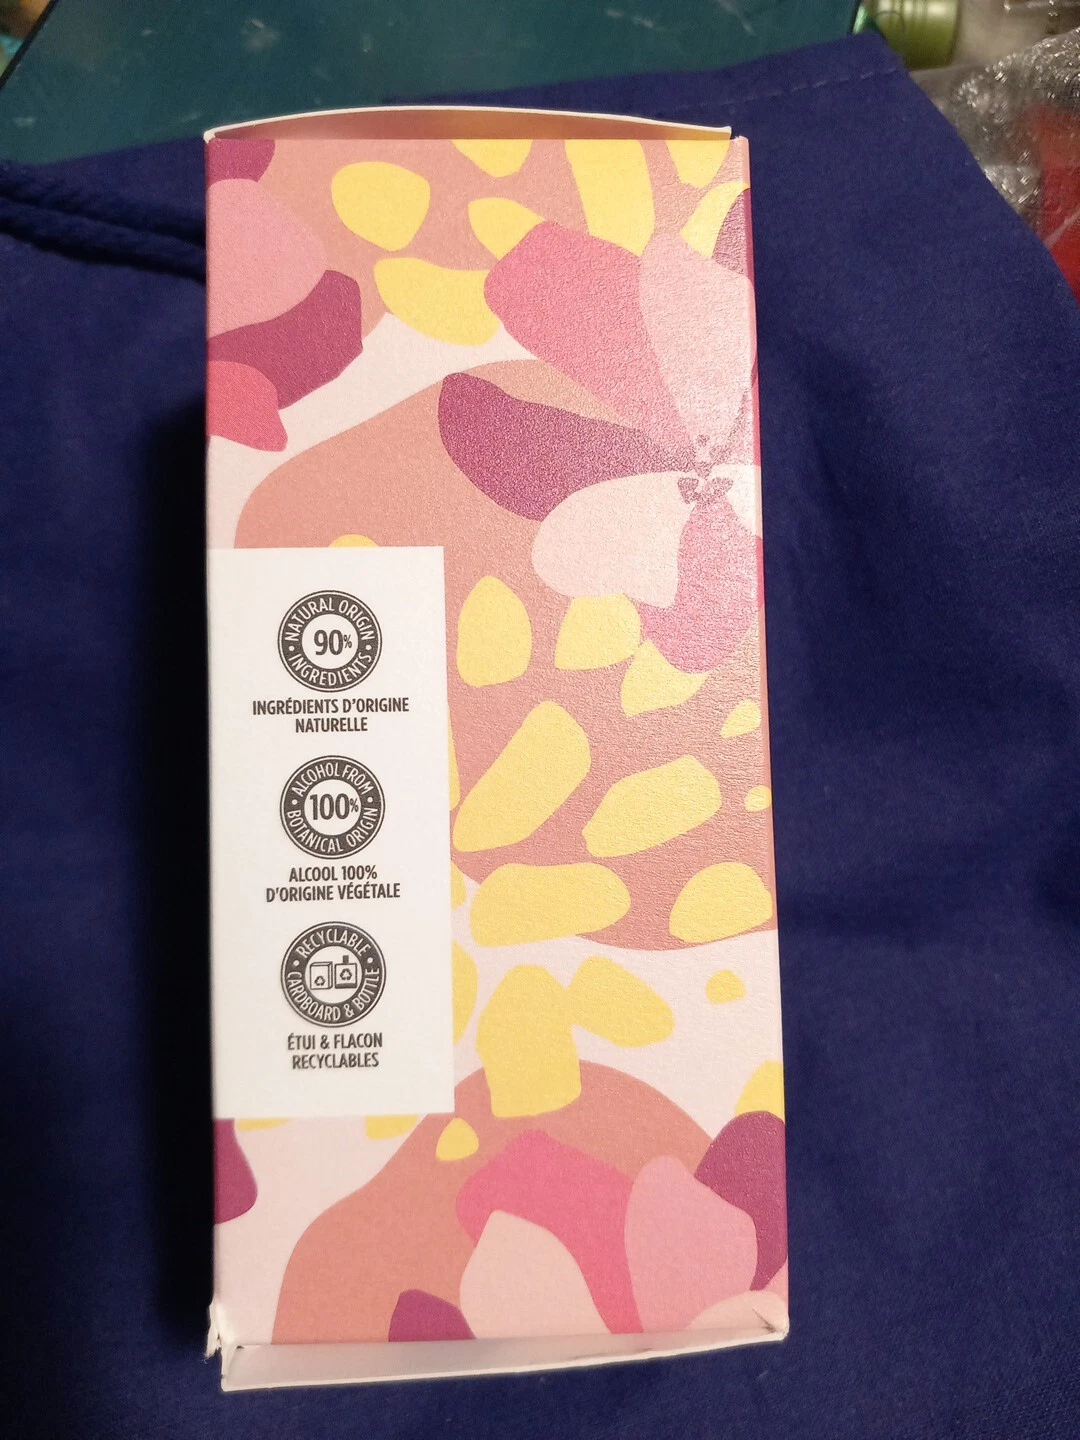 NATURAL ORIGIN
90%
INGREDIENTS
INGRÉDIENTS D'ORIGINE
NATURELLE
ALCOHOL FROM
100%
BOTANICAL ORIGIN
ALCOOL 100%
D'ORIGINE VÉGÉTALE
RECYCLABLE
CARDBOARD & BOTTLE
ÉTUI & FLACON
RECYCLABLES